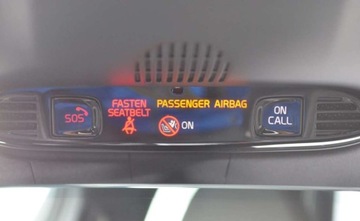 FASTEN
SEATBELT
PASSENGER AIRBAG
ON
SOS
ON
CALL